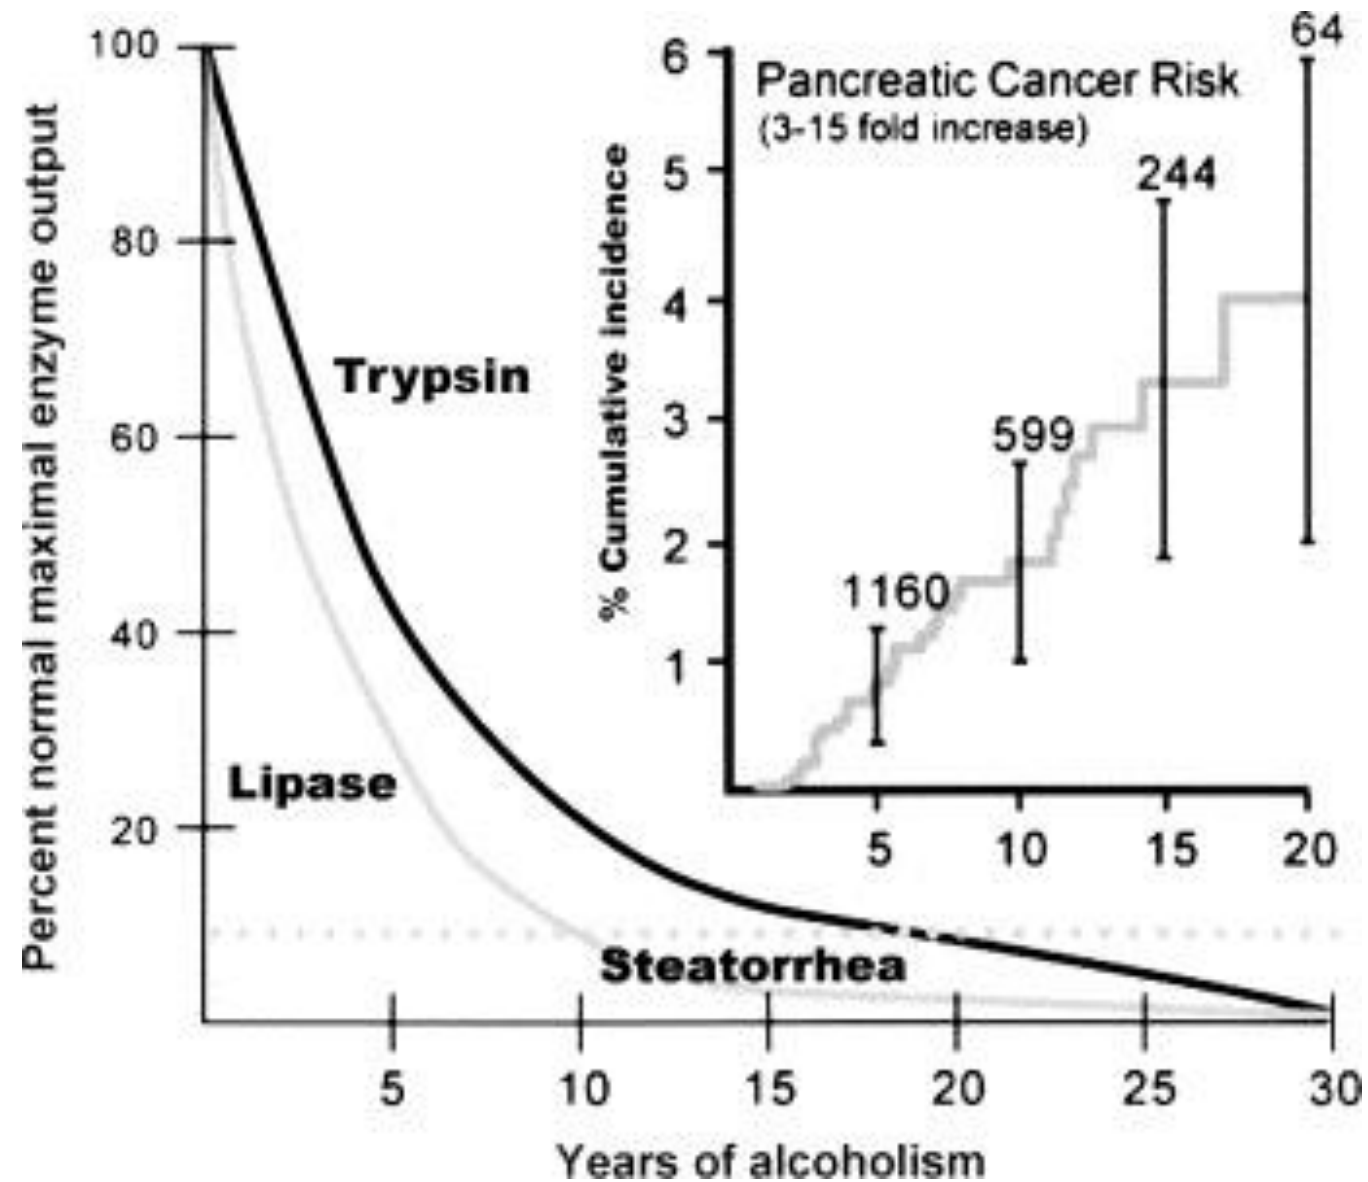 Percent normal maximal enzyme output
100
80
60
40
20
Trypsin
Lipase
Steatorrhea
5 10 15 20 25 30
Years of alcoholism
Pancreatic Cancer Risk
(3-15 fold increase)
% Cumulative incidence
6
5
4
3
2
1
1160
599
244
64
5 10 15 20